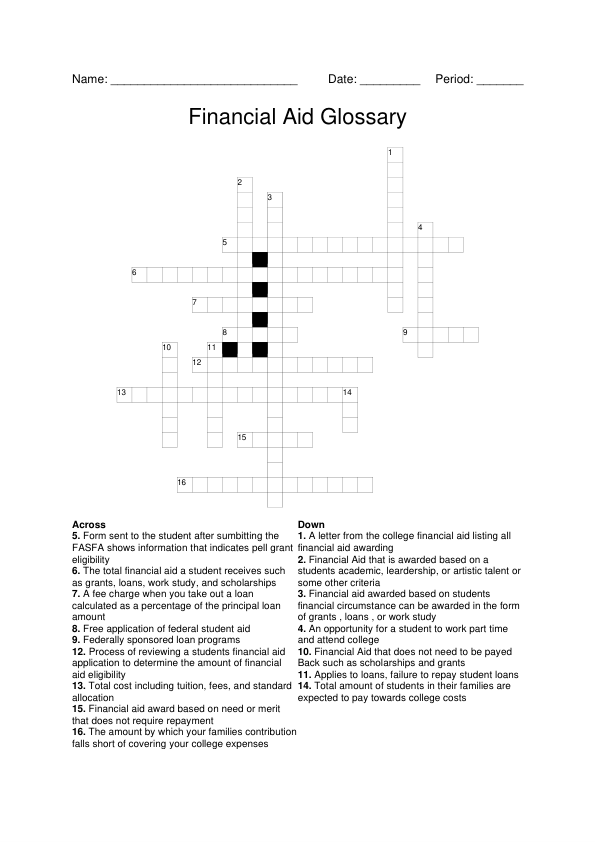 Name: ____________________________ Date: _________ Period: _______
Financial Aid Glossary
1
2
3
4
5
6
7
8
9
10
11
12
13
14
15
16
Across
5. Form sent to the student after sumbitting the
FASFA shows information that indicates pell grant
eligibility
6. The total financial aid a student receives such
as grants, loans, work study, and scholarships
7. A fee charge when you take out a loan
calculated as a percentage of the principal loan
amount
8. Free application of federal student aid
9. Federally sponsored loan programs
12. Process of reviewing a students financial aid
application to determine the amount of financial
aid eligibility
13. Total cost including tuition, fees, and standard
allocation
15. Financial aid award based on need or merit
that does not require repayment
16. The amount by which your families contribution
falls short of covering your college expenses
Down
1. A letter from the college financial aid listing all
financial aid awarding
2. Financial Aid that is awarded based on a
students academic, leardership, or artistic talent or
some other criteria
3. Financial aid awarded based on students
financial circumstance can be awarded in the form
of grants , loans , or work study
4. An opportunity for a student to work part time
and attend college
10. Financial Aid that does not need to be payed
Back such as scholarships and grants
11. Applies to loans, failure to repay student loans
14. Total amount of students in their families are
expected to pay towards college costs